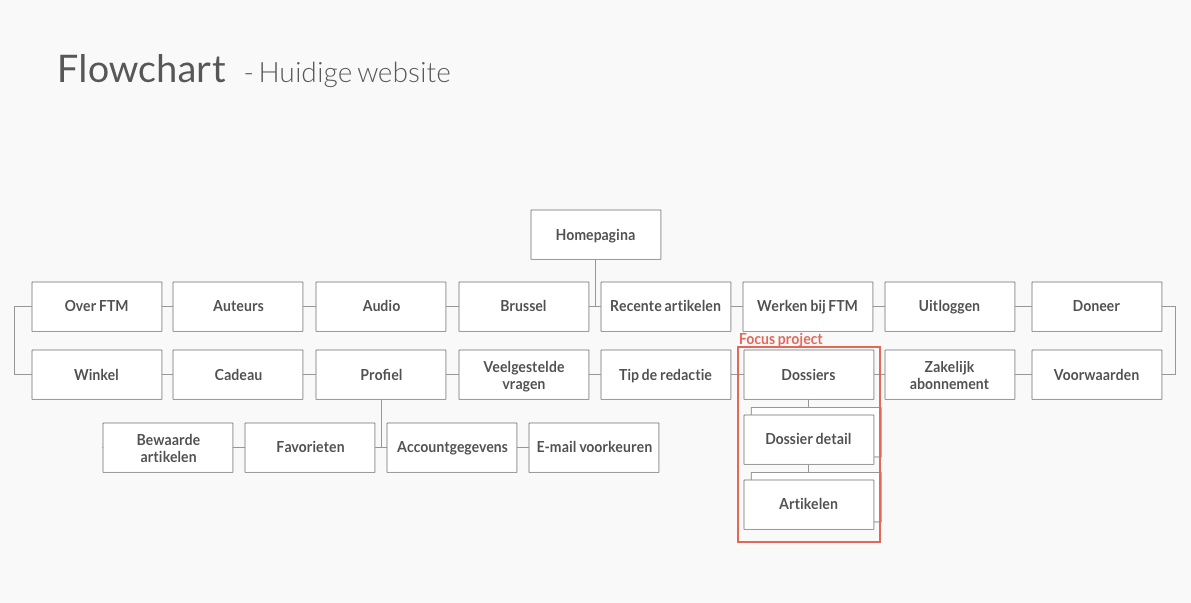 Flowchart - Huidige website
Homepagina
Over FTM
Auteurs
Audio
Brussel
Recente artikelen
Werken bij FTM
Uitloggen
Doneer
Focus project
Winkel
Cadeau
Profiel
Veelgestelde
vragen
Tip de redactie
Dossiers
Zakelijk
abonnement
Voorwaarden
Bewaarde
artikelen
Favorieten
Accountgegevens
E-mail voorkeuren
Dossier detail
Artikelen